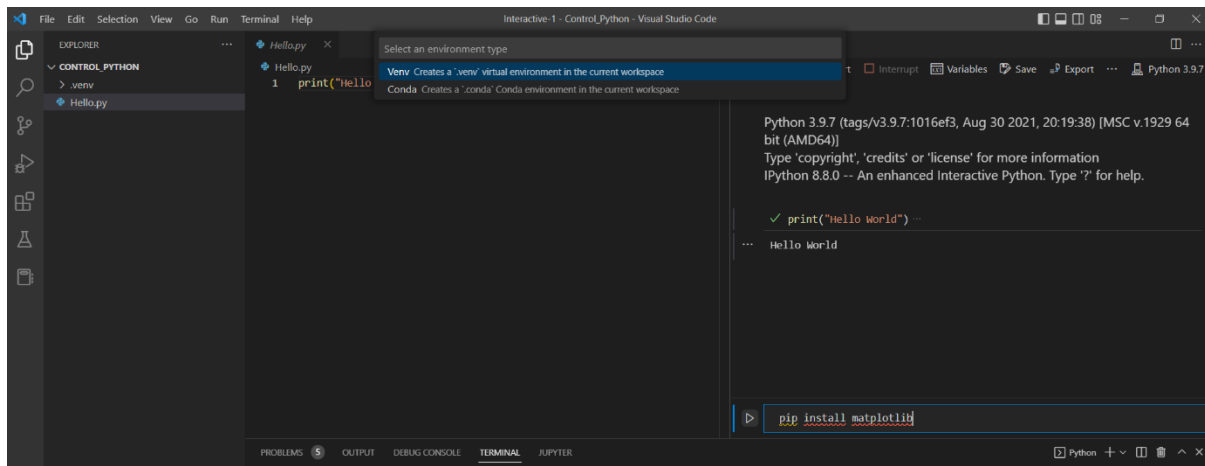 File Edit Selection View Go Run Terminal Help
Interactive-1 - Control_Python - Visual Studio Code
EXPLORER
CONTROL_PYTHON
.venv
Hello.py
Hello.py
Hello.py
1 print("Hello
Select an environment type
Venv Creates a `.venv` virtual environment in the current workspace
Conda Creates a `.conda` Conda environment in the current workspace
Interrupt Variables Save Export ... Python 3.9.7
Python 3.9.7 (tags/v3.9.7:1016ef3, Aug 30 2021, 20:19:38) [MSC v.1929 64
bit (AMD64)]
Type 'copyright', 'credits' or 'license' for more information
IPython 8.8.0 -- An enhanced Interactive Python. Type '?' for help.
print("Hello World") ...
Hello World
pip install matplotlib
PROBLEMS 5 OUTPUT DEBUG CONSOLE TERMINAL JUPYTER
Python